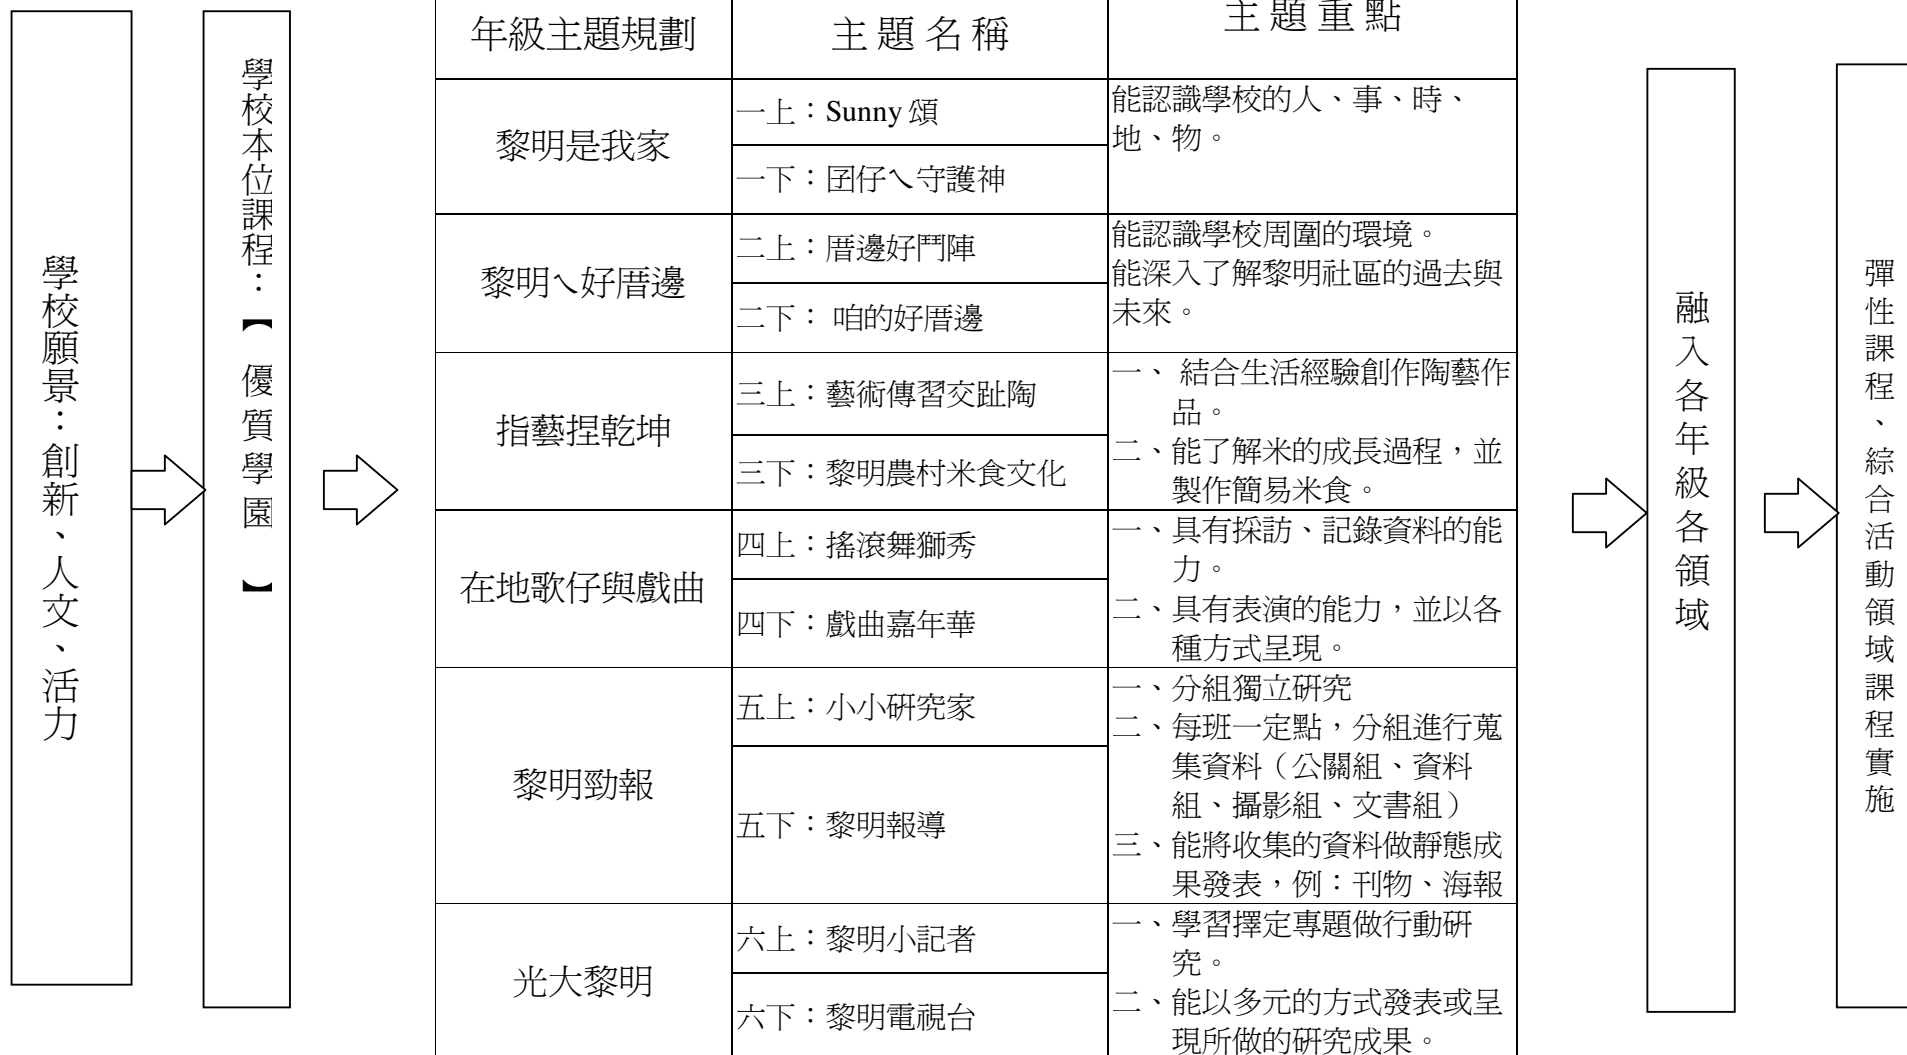 學校願景：創新、人文、活力
學校本位課程：【優質學園】
年級主題規劃
主題名稱
主題重點
黎明是我家
一上：Sunny 頌
一下：囝仔ㄟ守護神
能認識學校的人、事、時、
地、物。
黎明ㄟ好厝邊
二上：厝邊好鬥陣
二下： 咱的好厝邊
能認識學校周圍的環境。
能深入了解黎明社區的過去與
未來。
指藝捏乾坤
三上：藝術傳習交趾陶
三下：黎明農村米食文化
一、 結合生活經驗創作陶藝作
品。
二、能了解米的成長過程，並
製作簡易米食。
在地歌仔與戲曲
四上：搖滾舞獅秀
四下：戲曲嘉年華
一、具有採訪、記錄資料的能
力。
二、具有表演的能力，並以各
種方式呈現。
黎明勁報
五上：小小研究家
五下：黎明報導
一、分組獨立研究
二、每班一定點，分組進行蒐
集資料（公關組、資料
組、攝影組、文書組）
三、能將收集的資料做靜態成
果發表，例：刊物、海報
光大黎明
六上：黎明小記者
六下：黎明電視台
一、學習擇定專題做行動研
究。
二、能以多元的方式發表或呈
現所做的研究成果。
融入各年級各領域
彈性課程、綜合活動領域課程實施